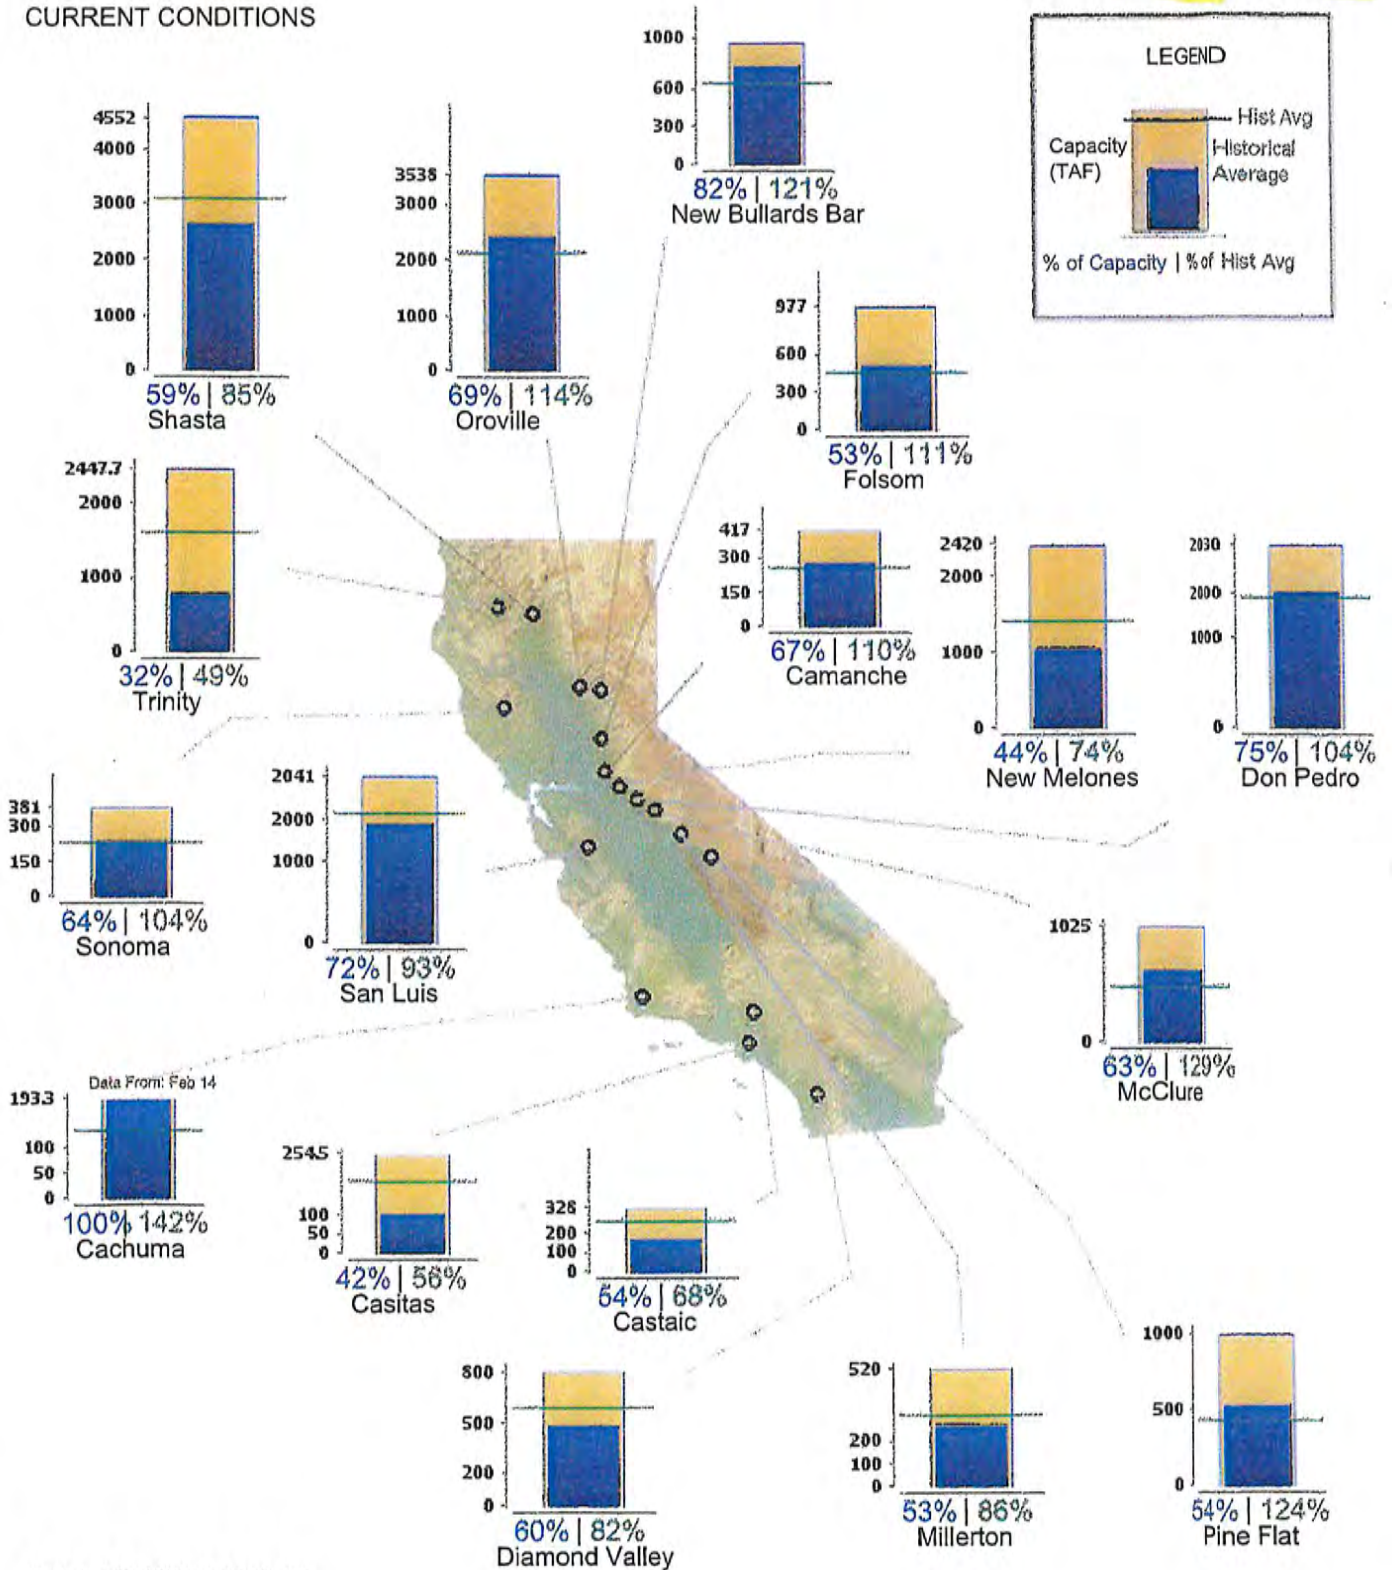 CURRENT CONDITIONS
LEGEND
Hist Avg
Capacity
(TAF)
Historical
Average
% of Capacity | % of Hist Avg
1000
600
300
0
82% | 121%
New Bullards Bar
4552
4000
3000
2000
1000
0
59% | 85%
Shasta
3538
3000
2000
1000
0
69% | 114%
Oroville
977
600
300
0
53% | 111%
Folsom
2447.7
2000
1000
0
32% | 49%
Trinity
417
300
150
0
67% | 110%
Camanche
2420
2000
1000
0
44% | 74%
New Melones
2030
2000
1000
0
75% | 104%
Don Pedro
381
300
150
0
64% | 104%
Sonoma
2041
2000
1000
0
72% | 93%
San Luis
1025
0
63% | 129%
McClure
Data From: Feb 14
193.3
100
50
0
100% | 142%
Cachuma
254.5
100
50
0
42% | 56%
Casitas
328
200
100
0
54% | 68%
Castaic
800
500
200
0
60% | 82%
Diamond Valley
520
200
100
0
53% | 86%
Millerton
1000
500
0
54% | 124%
Pine Flat